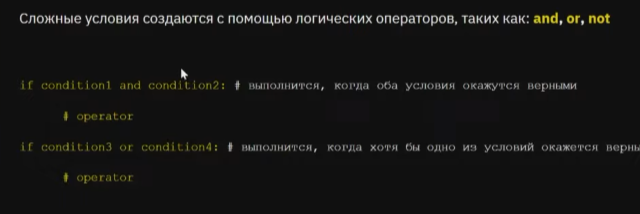 Сложные условия создаются с помощью логических операторов, таких как: and, or, not
if condition1 and condition2: # выполнится, когда оба условия окажутся верными
# operator
if condition3 or condition4: # выполнится, когда хотя бы одно из условий окажется верны
# operator